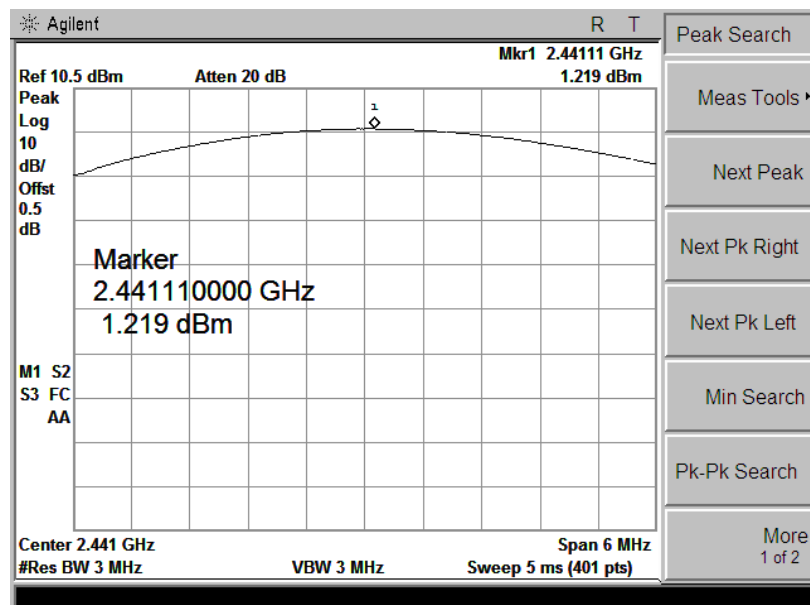 Agilent R T
Peak Search
Mkr1 2.44111 GHz
Ref 10.5 dBm Atten 20 dB 1.219 dBm
Peak
Log
10
dB/
Offst
0.5
dB
1
Marker
2.441110000 GHz
1.219 dBm
M1 S2
S3 FC
AA
Center 2.441 GHz Span 6 MHz
#Res BW 3 MHz VBW 3 MHz Sweep 5 ms (401 pts)
Meas Tools
Next Peak
Next Pk Right
Next Pk Left
Min Search
Pk-Pk Search
More
1 of 2